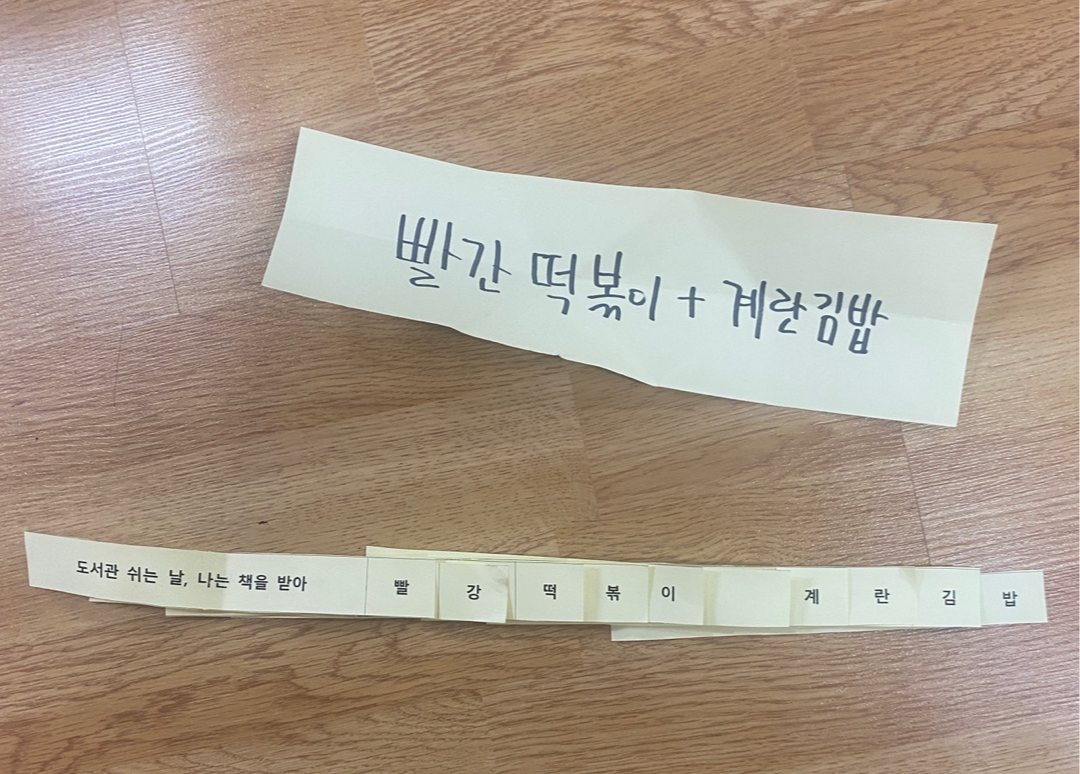 빨간 떡볶이 + 계란김밥
도서관 쉬는 날, 나는 책을 받아 빨 강 떡 볶 이 계 란 김 밥